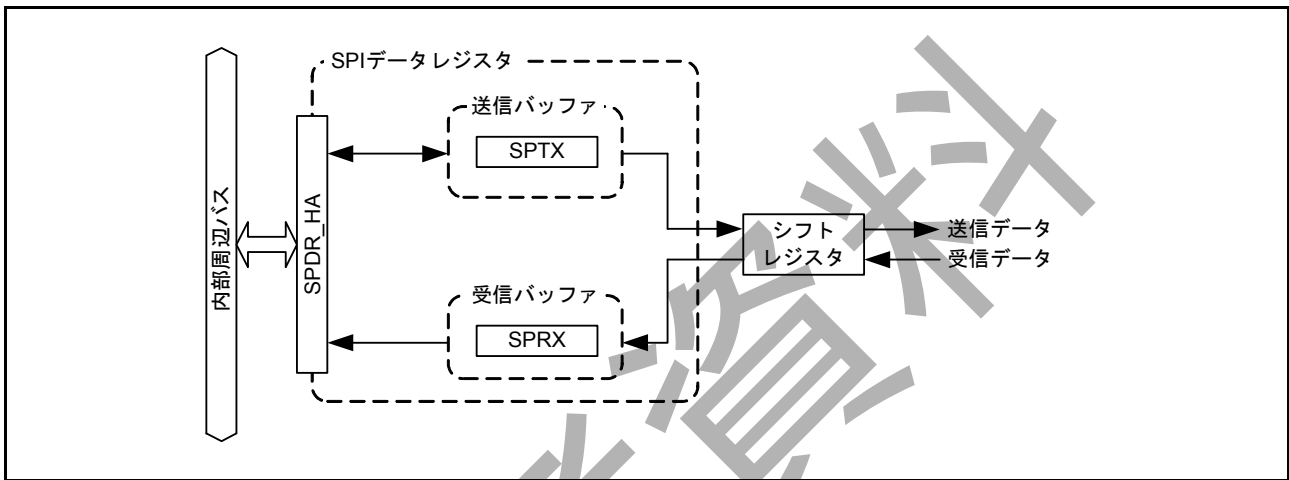 SPIデータレジスタ
送信バッファ
SPTX
内部周辺バス
SPDR_HA
シフト
レジスタ
送信データ
受信データ
受信バッファ
SPRX
資料